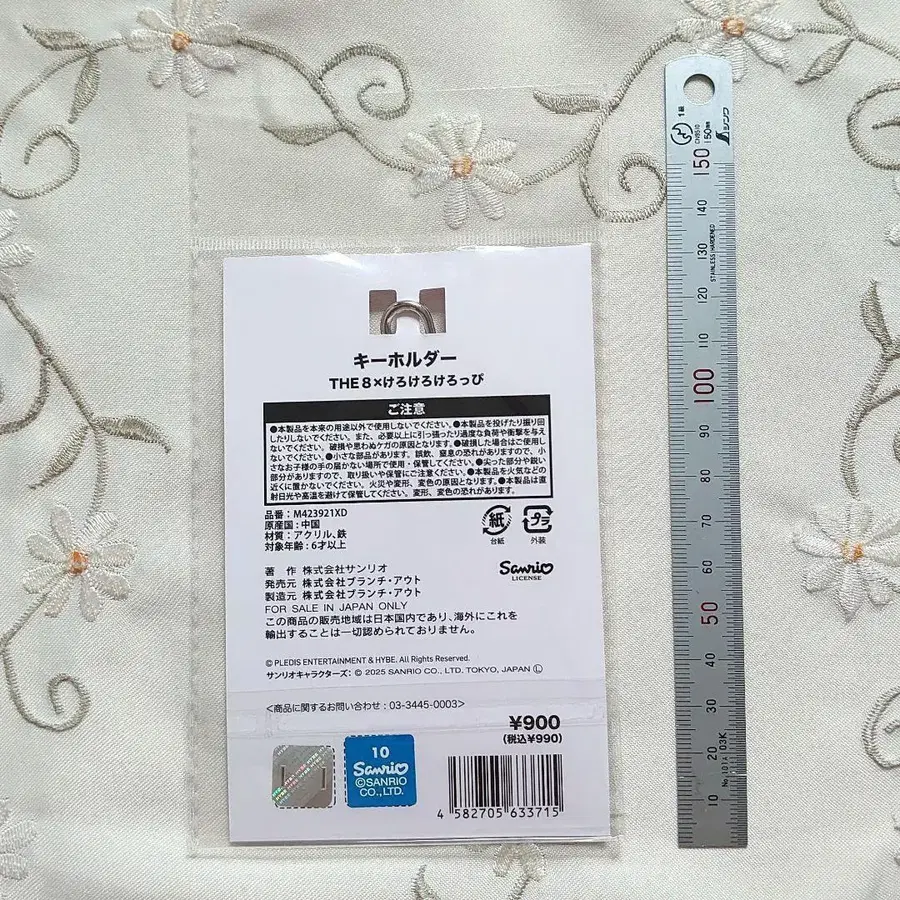 キーホルダー
THE 8×けろけろけろっぴ
ご注意
●本製品を本来の用途以外で使用しないでください。●本製品を投げたり振り回
したりしないでください。また、必要以上に引っ張ったり過度な負荷や衝撃を与え
ないでください。破損や思わぬケガの原因となります。●破損した場合はご使用し
ないでください。●小さな部品があります。誤飲、窒息の恐れがありますので、小
さなお子様の手の届かない場所で使用・保管してください。●尖った部分や鋭い
部分がありますので、取り扱いや保管にご注意ください。●本製品を火気などの
近くに置かないでください。火災や変形、変色の原因となります。●本製品は直
射日光や高温を避けて保管してください。変形、変色の恐れがあります。
品番：M423921XD
原産国：中国
材質：アクリル、鉄
対象年齢：6才以上
紙
台紙
プラ
外装
著　作 株式会社サンリオ
発売元 株式会社ブランチ・アウト
製造元 株式会社ブランチ・アウト
Sanrio
LICENSE
FOR SALE IN JAPAN ONLY
この商品の販売地域は日本国内であり、海外にこれを
輸出することは一切認められておりません。
© PLEDIS ENTERTAINMENT & HYBE. All Rights Reserved.
サンリオキャラクターズ：© 2025 SANRIO CO., LTD. TOKYO, JAPAN Ⓛ
＜商品に関するお問い合わせ：03-3445-0003＞
¥900
(税込¥990)
10
Sanrio
©SANRIO
CO.,LTD.
4 582705 633715
1級
150mm
シンワ
150
140
130
STAINLESS HARDENED
120
110
100
90
80
70
60
50
40
30
20
10